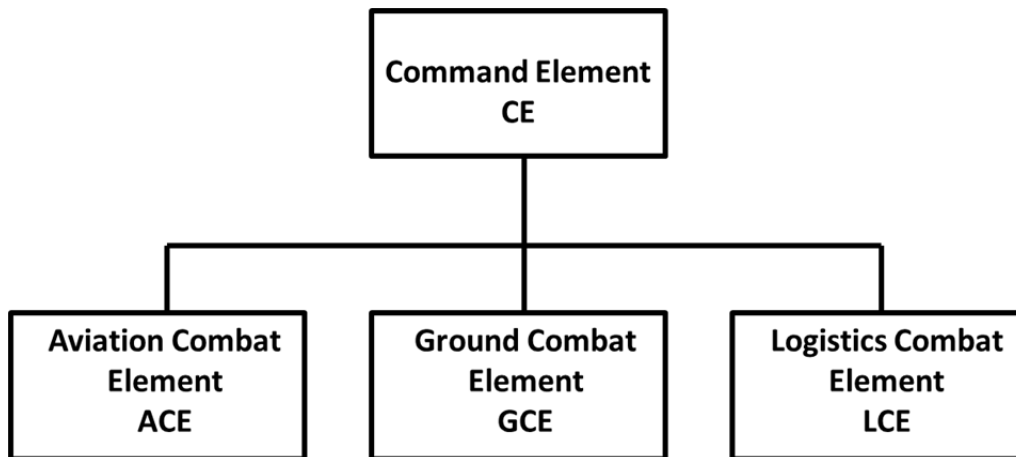 Command Element
CE
Aviation Combat
Element
ACE
Ground Combat
Element
GCE
Logistics Combat
Element
LCE